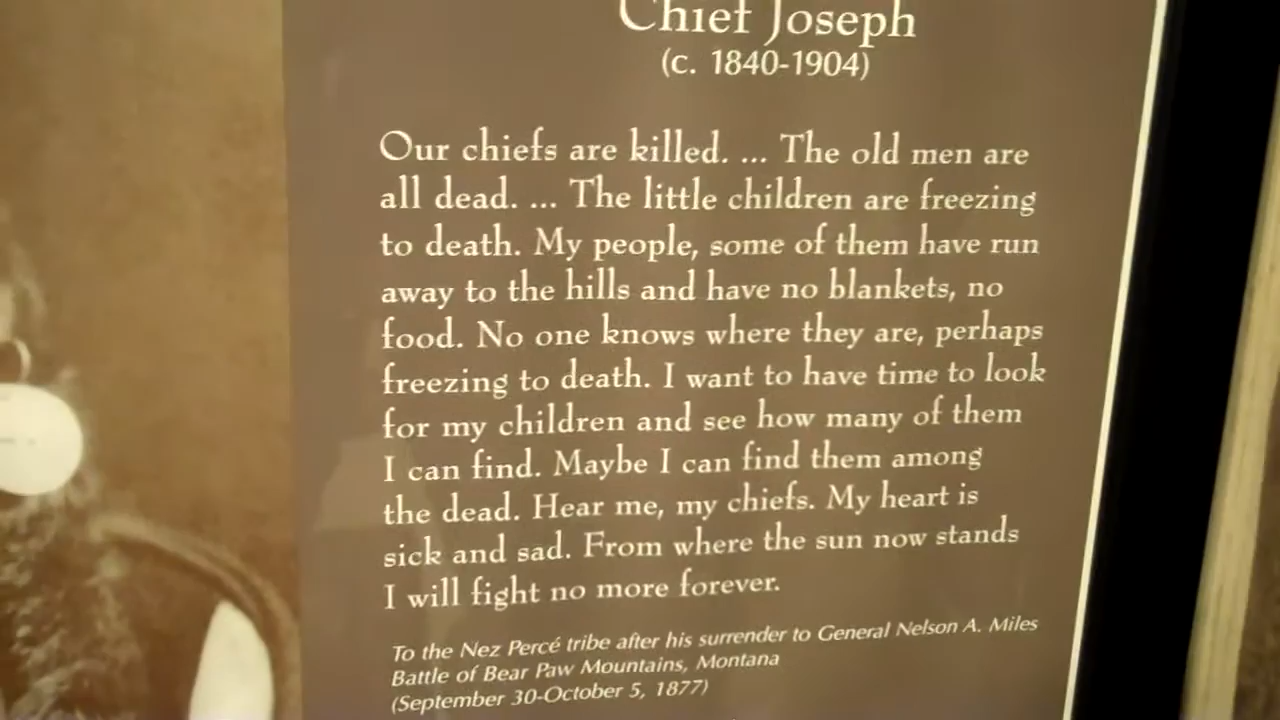 Chief Joseph
(c. 1840-1904)
Our chiefs are killed. ... The old men are
all dead. ... The little children are freezing
to death. My people, some of them have run
away to the hills and have no blankets, no
food. No one knows where they are, perhaps
freezing to death. I want to have time to look
for my children and see how many of them
I can find. Maybe I can find them among
the dead. Hear me, my chiefs. My heart is
sick and sad. From where the sun now stands
I will fight no more forever.
To the Nez Percé tribe after his surrender to General Nelson A. Miles
Battle of Bear Paw Mountains, Montana
(September 30-October 5, 1877)